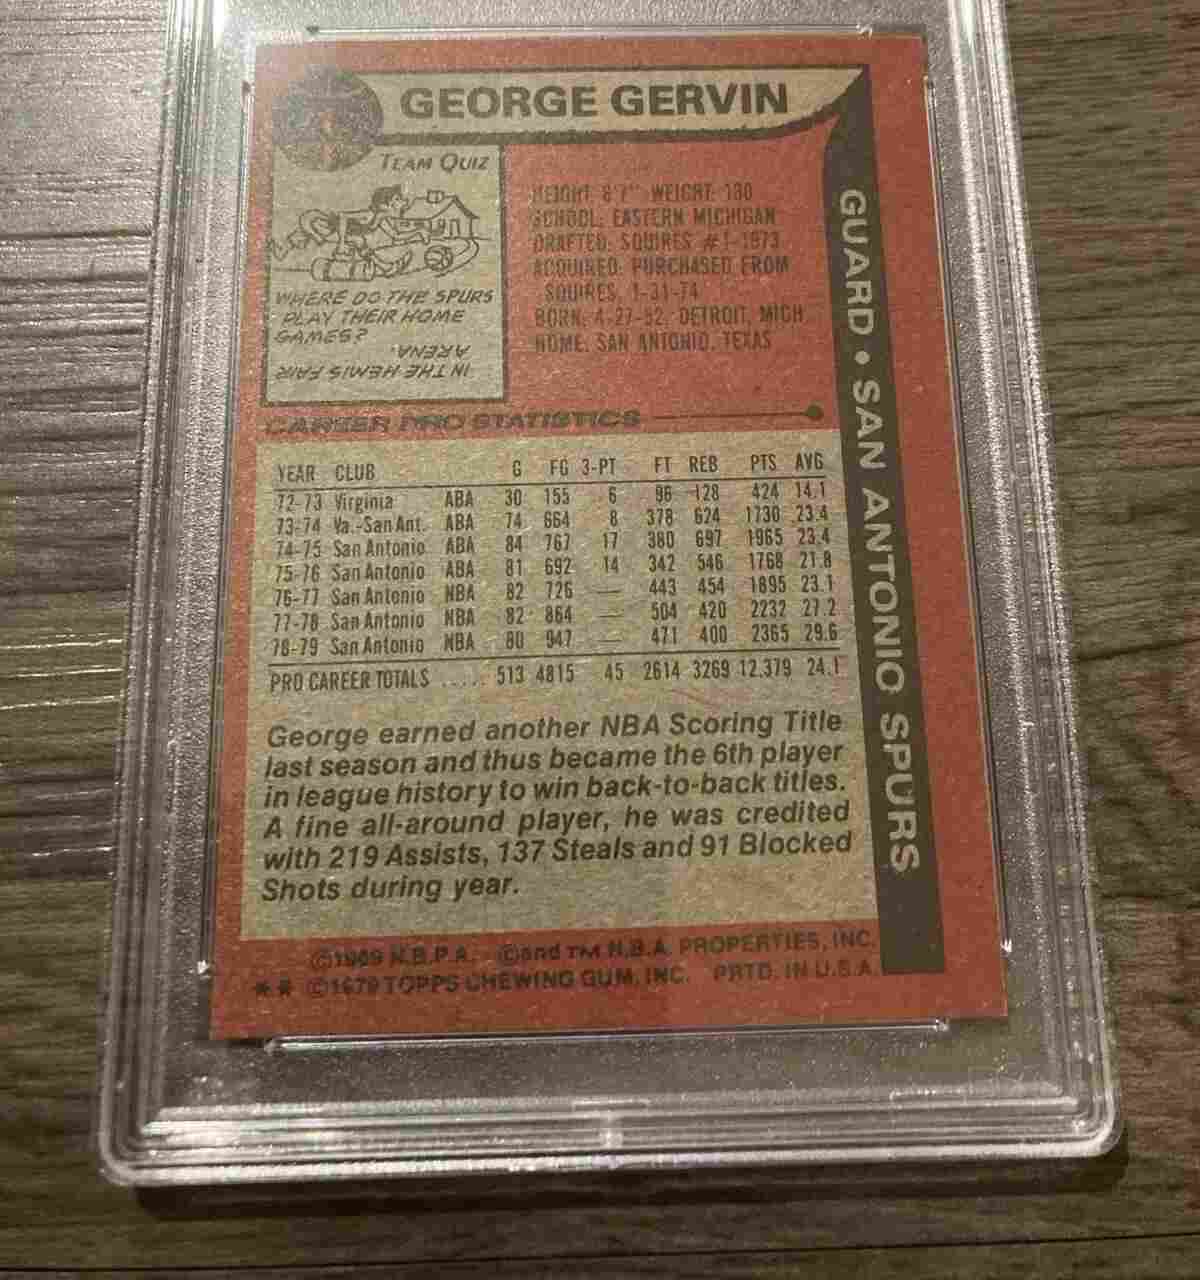 GEORGE GERVIN
TEAM QUIZ
WHERE DO THE SPURS
PLAY THEIR HOME
GAMES?
IN THE HEMIS FAIR
ARENA.
HEIGHT: 6'7" WEIGHT: 180
SCHOOL: EASTERN MICHIGAN
DRAFTED: SQUIRES #1-1973
ACQUIRED: PURCHASED FROM
SQUIRES, 1-31-74
BORN: 4-27-52, DETROIT, MICH
HOME: SAN ANTONIO, TEXAS
GUARD • SAN ANTONIO SPURS
CAREER PRO STATISTICS
YEAR CLUB G FG 3-PT FT REB PTS AVG
72-73 Virginia ABA 30 155 6 96 128 424 14.1
73-74 Va.-San Ant. ABA 74 664 8 378 624 1730 23.4
74-75 San Antonio ABA 84 767 17 380 697 1965 23.4
75-76 San Antonio ABA 81 692 14 342 546 1768 21.8
76-77 San Antonio NBA 82 726 — 443 454 1895 23.1
77-78 San Antonio NBA 82 864 — 504 420 2232 27.2
78-79 San Antonio NBA 80 947 — 471 400 2365 29.6
PRO CAREER TOTALS ..... 513 4815 45 2614 3269 12,379 24.1
George earned another NBA Scoring Title
last season and thus became the 6th player
in league history to win back-to-back titles.
A fine all-around player, he was credited
with 219 Assists, 137 Steals and 91 Blocked
Shots during year.
©1969 N.B.P.A. ©and TM N.B.A. PROPERTIES, INC.
** ©1979 TOPPS CHEWING GUM, INC. PRTD. IN U.S.A.